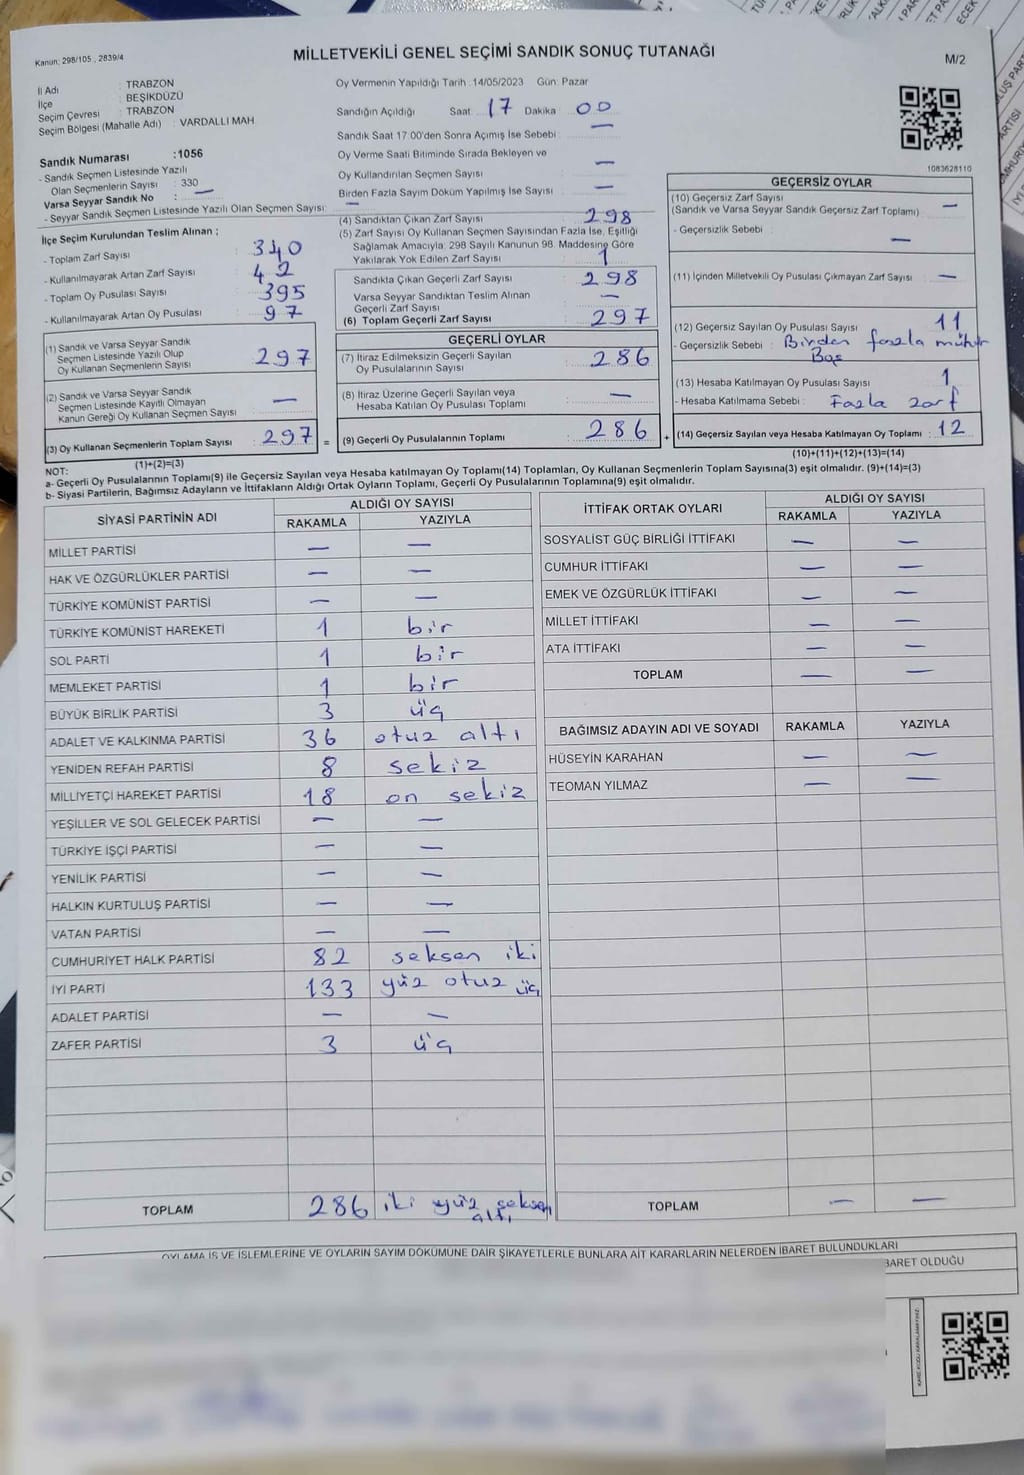 Kanun: 298/105 , 2839/4
MİLLETVEKİLİ GENEL SEÇİMİ SANDIK SONUÇ TUTANAĞI
M/2
İl Adı : TRABZON
İlçe : BEŞİKDÜZÜ
Seçim Çevresi : TRABZON
Seçim Bölgesi (Mahalle Adı) : VARDALLI MAH.
Sandık Numarası :1056
- Sandık Seçmen Listesinde Yazılı
Olan Seçmenlerin Sayısı : 330
Varsa Seyyar Sandık No : —
- Seyyar Sandık Seçmen Listesinde Yazılı Olan Seçmen Sayısı: —
Oy Vermenin Yapıldığı Tarih :14/05/2023 Gün: Pazar
Sandığın Açıldığı Saat: 17 Dakika: 00
Sandık Saat 17:00'den Sonra Açımış İse Sebebi : —
Oy Verme Saati Bitiminde Sırada Bekleyen ve
Oy Kullandırılan Seçmen Sayısı : —
Birden Fazla Sayım Döküm Yapılmış İse Sayısı : —
1083628110
İlçe Seçim Kurulundan Teslim Alınan ;
- Toplam Zarf Sayısı : 340
- Kullanılmayarak Artan Zarf Sayısı : 42
- Toplam Oy Pusulası Sayısı : 395
- Kullanılmayarak Artan Oy Pusulası : 97
(1) Sandık ve Varsa Seyyar Sandık
Seçmen Listesinde Yazılı Olup
Oy Kullanan Seçmenlerin Sayısı : 297
(2) Sandık ve Varsa Seyyar Sandık
Seçmen Listesinde Kayıtlı Olmayan
Kanun Gereği Oy Kullanan Seçmen Sayısı : —
(3) Oy Kullanan Seçmenlerin Toplam Sayısı : 297 =
(1)+(2)=(3)
(4) Sandıktan Çıkan Zarf Sayısı : 298
(5) Zarf Sayısı Oy Kullanan Seçmen Sayısından Fazla İse, Eşitliği
Sağlamak Amacıyla: 298 Sayılı Kanunun 98. Maddesine Göre
Yakılarak Yok Edilen Zarf Sayısı : 1
Sandıkta Çıkan Geçerli Zarf Sayısı : 298
Varsa Seyyar Sandıktan Teslim Alınan
Geçerli Zarf Sayısı : —
(6) Toplam Geçerli Zarf Sayısı : 297
GEÇERLİ OYLAR
(7) İtiraz Edilmeksizin Geçerli Sayılan
Oy Pusulalarının Sayısı : 286
(8) İtiraz Üzerine Geçerli Sayılan veya
Hesaba Katılan Oy Pusulası Toplamı : —
(9) Geçerli Oy Pusulalarının Toplamı : 286 +
GEÇERSİZ OYLAR
(10) Geçersiz Zarf Sayısı
(Sandık ve Varsa Seyyar Sandık Geçersiz Zarf Toplamı) : —
- Geçersizlik Sebebi : —
(11) İçinden Milletvekili Oy Pusulası Çıkmayan Zarf Sayısı : —
(12) Geçersiz Sayılan Oy Pusulası Sayısı : 11
- Geçersizlik Sebebi : Birden fazla mühür
Bas
(13) Hesaba Katılmayan Oy Pusulası Sayısı : 1
- Hesaba Katılmama Sebebi : Fazla zarf
(14) Geçersiz Sayılan veya Hesaba Katılmayan Oy Toplamı : 12
(10)+(11)+(12)+(13)=(14)
NOT:
a- Geçerli Oy Pusulalarının Toplamı(9) ile Geçersiz Sayılan veya Hesaba katılmayan Oy Toplamı(14) Toplamları, Oy Kullanan Seçmenlerin Toplam Sayısına(3) eşit olmalıdır. (9)+(14)=(3)
b- Siyasi Partilerin, Bağımsız Adayların ve İttifakların Aldığı Ortak Oyların Toplamı, Geçerli Oy Pusulalarının Toplamına(9) eşit olmalıdır.
SİYASİ PARTİNİN ADI ALDIĞI OY SAYISI
RAKAMLA YAZIYLA
MİLLET PARTİSİ — —
HAK VE ÖZGÜRLÜKLER PARTİSİ — —
TÜRKİYE KOMÜNİST PARTİSİ — —
TÜRKİYE KOMÜNİST HAREKETİ 1 bir
SOL PARTİ 1 bir
MEMLEKET PARTİSİ 1 bir
BÜYÜK BİRLİK PARTİSİ 3 üç
ADALET VE KALKINMA PARTİSİ 36 otuz altı
YENİDEN REFAH PARTİSİ 8 sekiz
MİLLİYETÇİ HAREKET PARTİSİ 18 on sekiz
YEŞİLLER VE SOL GELECEK PARTİSİ — —
TÜRKİYE İŞÇİ PARTİSİ — —
YENİLİK PARTİSİ — —
HALKIN KURTULUŞ PARTİSİ — —
VATAN PARTİSİ — —
CUMHURİYET HALK PARTİSİ 82 seksen iki
İYİ PARTİ 133 yüz otuz üç
ADALET PARTİSİ — —
ZAFER PARTİSİ 3 üç
TOPLAM 286 iki yüz seksen
altı
İTTİFAK ORTAK OYLARI ALDIĞI OY SAYISI
RAKAMLA YAZIYLA
SOSYALİST GÜÇ BİRLİĞİ İTTİFAKI — —
CUMHUR İTTİFAKI — —
EMEK VE ÖZGÜRLÜK İTTİFAKI — —
MİLLET İTTİFAKI — —
ATA İTTİFAKI — —
TOPLAM — —
BAĞIMSIZ ADAYIN ADI VE SOYADI RAKAMLA YAZIYLA
HÜSEYİN KARAHAN — —
TEOMAN YILMAZ — —
TOPLAM — —
OYLAMA İŞ VE İŞLEMLERİNE VE OYLARIN SAYIM DÖKÜMÜNE DAİR ŞİKAYETLERLE BUNLARA AİT KARARLARIN NELERDEN İBARET BULUNDUKLARI
BARET OLDUĞU